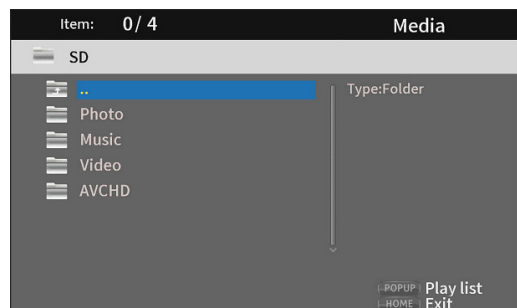 Item: 0/ 4 Media
SD
..
Type:Folder
Photo
Music
Video
AVCHD
POPUP Play list
HOME Exit